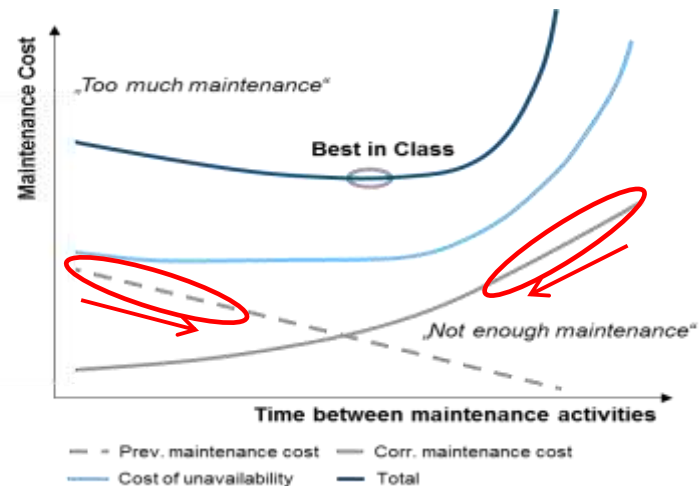 Maintenance Cost
„Too much maintenance“
Best in Class
„Not enough maintenance“
Time between maintenance activities
Prev. maintenance cost
Corr. maintenance cost
Cost of unavailability
Total